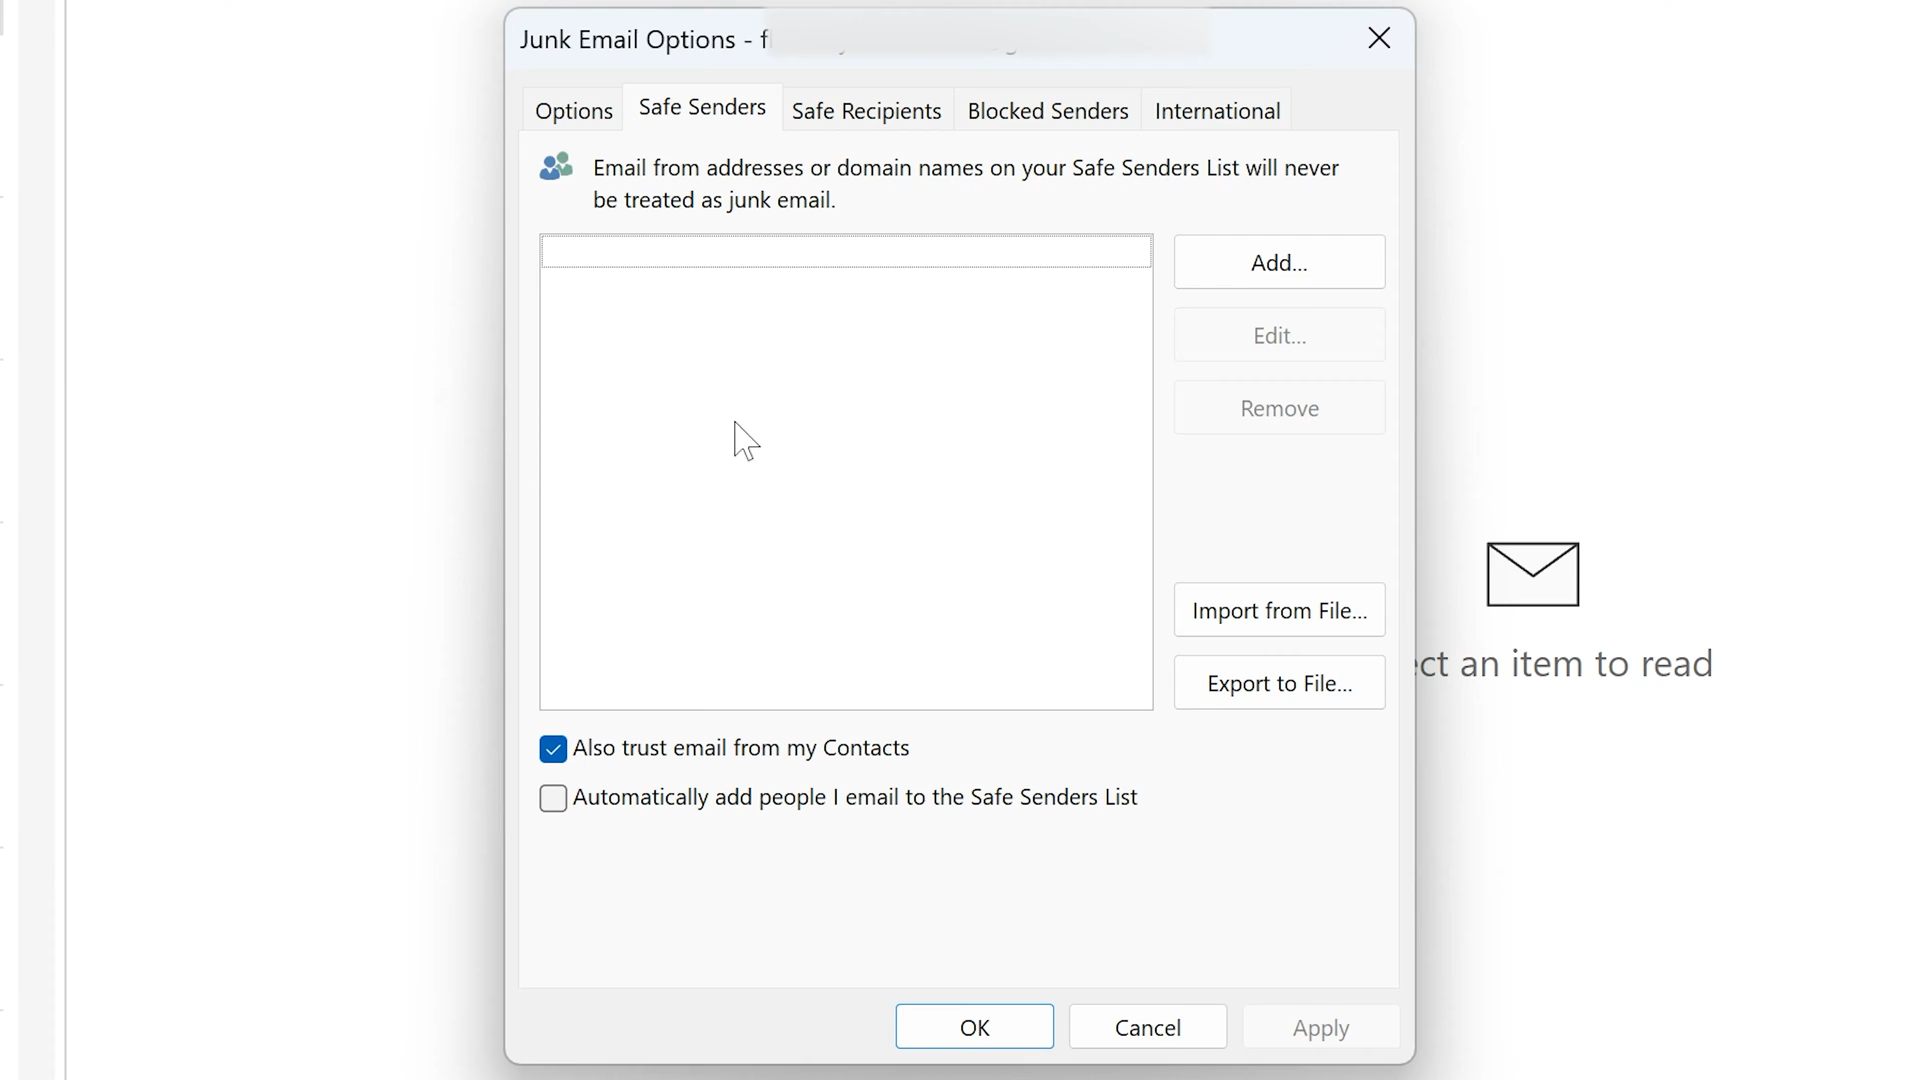 Junk Email Options -
Options
Safe Senders
Safe Recipients
Blocked Senders
International
Email from addresses or domain names on your Safe Senders List will never
be treated as junk email.
Add...
Edit...
Remove
Import from File...
Export to File...
Also trust email from my Contacts
Automatically add people I email to the Safe Senders List
OK
Cancel
Apply
an item to read